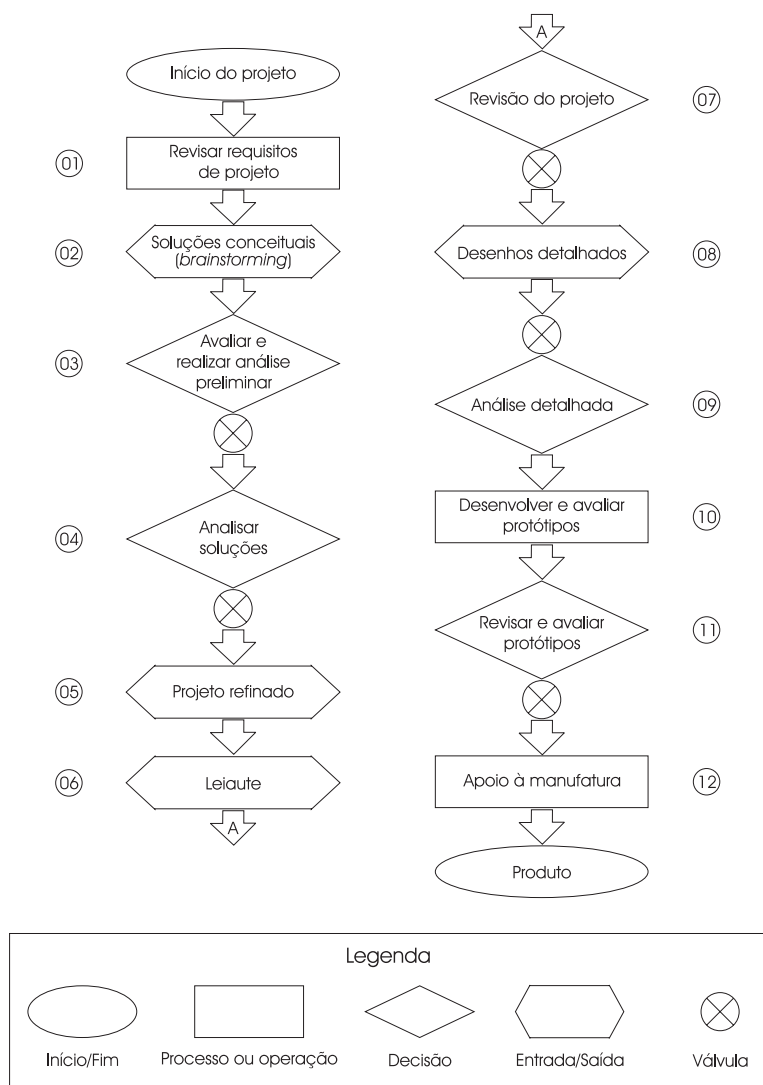 Início do projeto
01
Revisar requisitos
de projeto
02
Soluções conceituais
(brainstorming)
03
Avaliar e
realizar análise
preliminar
04
Analisar
soluções
05
Projeto refinado
06
Leiaute
A
A
Revisão do projeto
07
Desenhos detalhados
08
Análise detalhada
09
Desenvolver e avaliar
protótipos
10
Revisar e avaliar
protótipos
11
Apoio à manufatura
12
Produto
Legenda
Início/Fim
Processo ou operação
Decisão
Entrada/Saída
Válvula